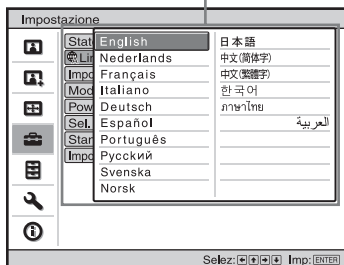 Impostazione
Stat
Lin
Impo
Mod
Pow
Sel.
Star
Impo
English
Nederlands
Français
Italiano
Deutsch
Español
Português
Русский
Svenska
Norsk
日本語
中文(简体字)
中文(繁體字)
한국어
ภาษาไทย
العربية
Selez: Imp: ENTER